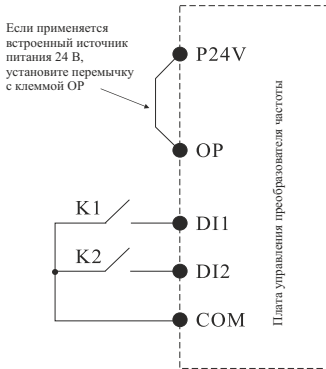 Если применяется
встроенный источник
питания 24 В,
установите перемычку
с клеммой ОР
P24V
OP
K1
DI1
K2
DI2
COM
Плата управления преобразователя частоты